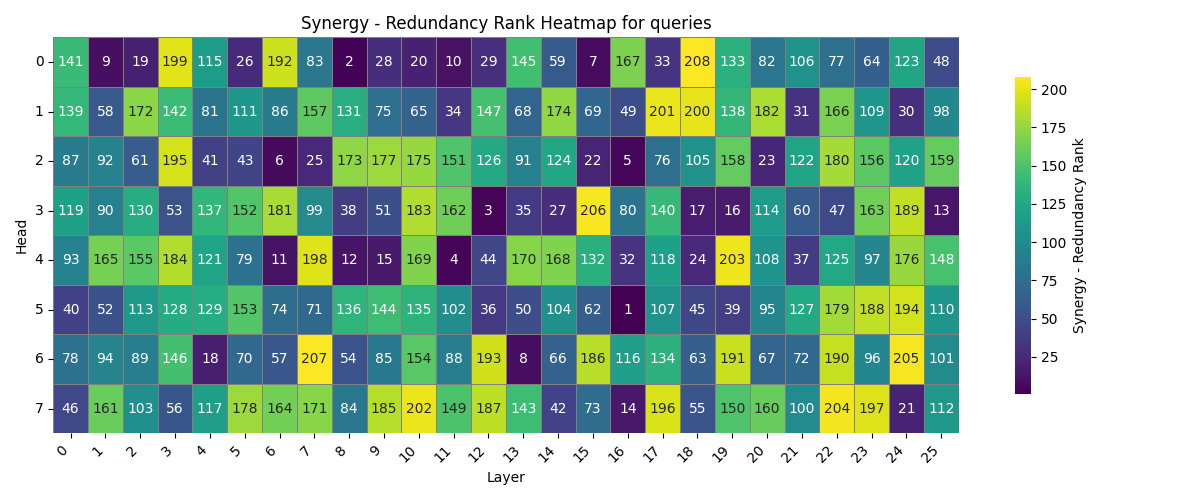 Synergy - Redundancy Rank Heatmap for queries
0 141 9 19 199 115 26 192 83 2 28 20 10 29 145 59 7 167 33 208 133 82 106 77 64 123 48
1 139 58 172 142 81 111 86 157 131 75 65 34 147 68 174 69 49 201 200 138 182 31 166 109 30 98
2 87 92 61 195 41 43 6 25 173 177 175 151 126 91 124 22 5 76 105 158 23 122 180 156 120 159
3 119 90 130 53 137 152 181 99 38 51 183 162 3 35 27 206 80 140 17 16 114 60 47 163 189 13
4 93 165 155 184 121 79 11 198 12 15 169 4 44 170 168 132 32 118 24 203 108 37 125 97 176 148
5 40 52 113 128 129 153 74 71 136 144 135 102 36 50 104 62 1 107 45 39 95 127 179 188 194 110
6 78 94 89 146 18 70 57 207 54 85 154 88 193 8 66 186 116 134 63 191 67 72 190 96 205 101
7 46 161 103 56 117 178 164 171 84 185 202 149 187 143 42 73 14 196 55 150 160 100 204 197 21 112
0 1 2 3 4 5 6 7 8 9 10 11 12 13 14 15 16 17 18 19 20 21 22 23 24 25
Layer
Head
200
175
150
125
100
75
50
25
Synergy - Redundancy Rank